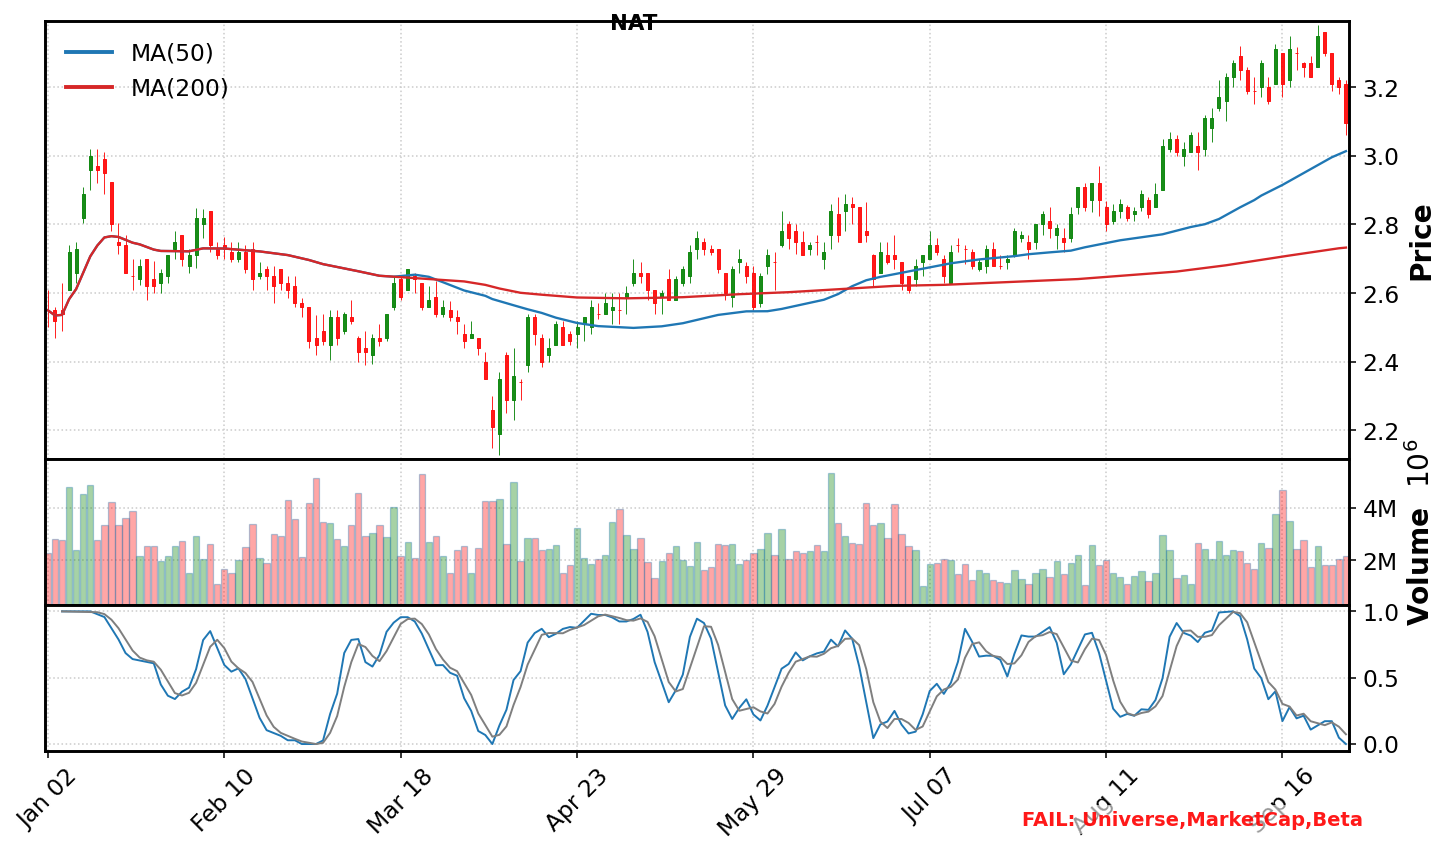 NAT
MA(50)
MA(200)
3.2
3.0
2.8
2.6
2.4
2.2
Price
10^6
4M
2M
Volume
1.0
0.5
0.0
Jan 02
Feb 10
Mar 18
Apr 23
May 29
Jul 07
Aug 11
Sep 16
FAIL: Universe,MarketCap,Beta